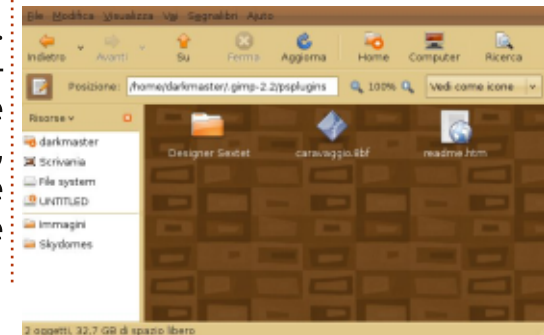 File Modifica Visualizza Vai Segnalibri Aiuto
Indietro Avanti Su Ferma Aggiorna Home Computer Ricerca
Posizione: /home/darkmaster/.gimp-2.2/psplugins 100% Vedi come icone
Risorse
darkmaster
Scrivania
File system
UNTITLED
Immagini
Skydomes
Designer Sextet caravaggio.8bf readme.htm
2 oggetti, 32.7 GB di spazio libero